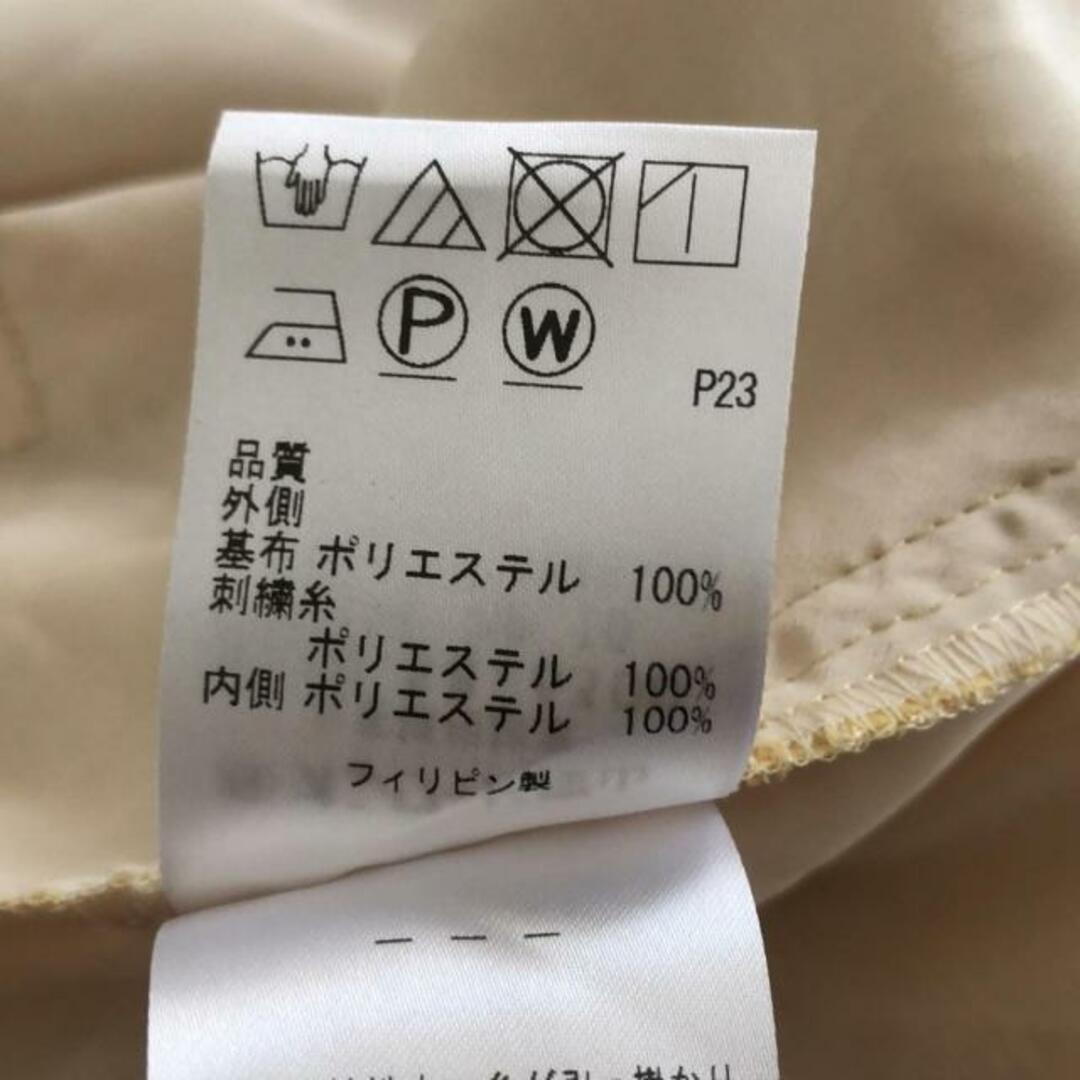 P W
P23
品質
外側
基布 ポリエステル 100%
刺繍糸
ポリエステル 100%
内側 ポリエステル 100%
フィリピン製